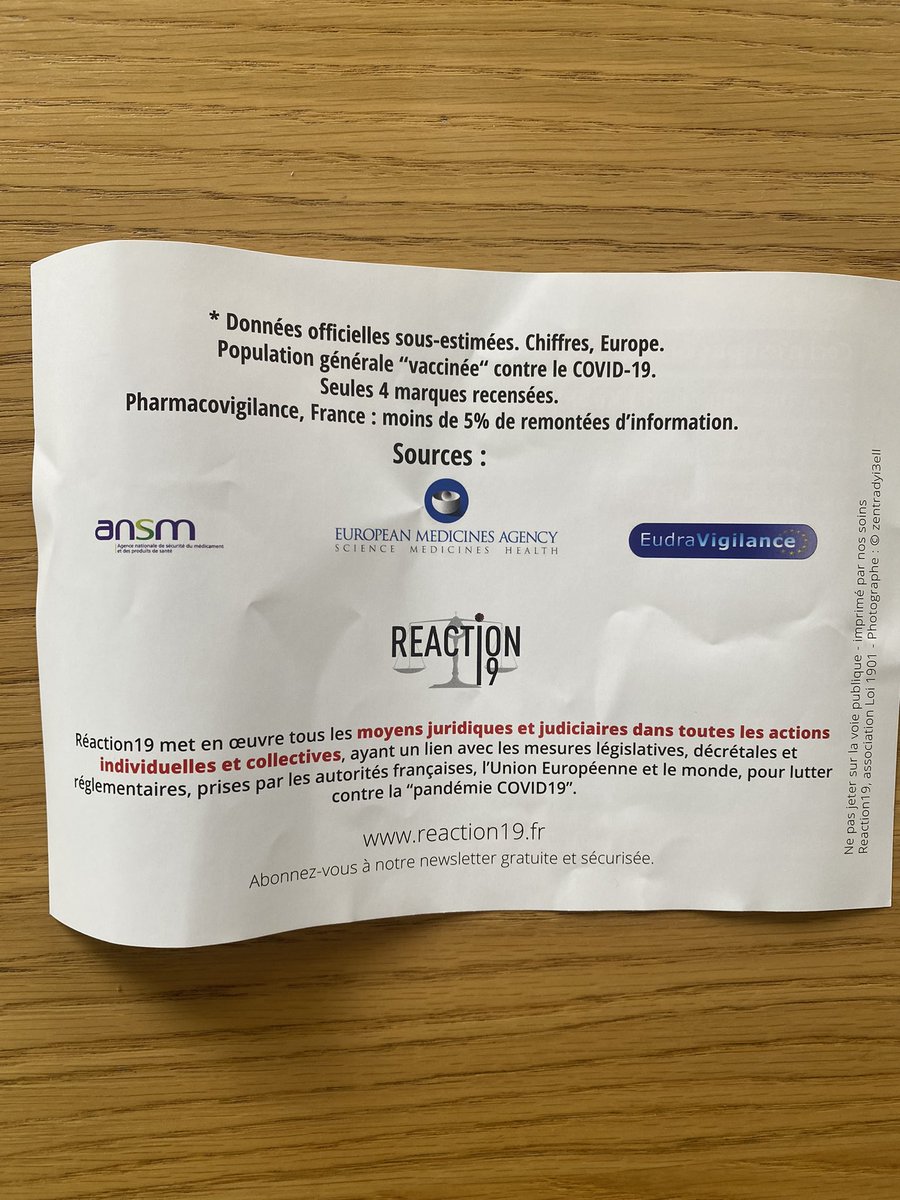 * Données officielles sous-estimées. Chiffres, Europe.
Population générale “vaccinée“ contre le COVID-19.
Seules 4 marques recensées.
Pharmacovigilance, France : moins de 5% de remontées d’information.
Sources :
ansm
Agence nationale de sécurité du médicament
et des produits de santé
EUROPEAN MEDICINES AGENCY
SCIENCE MEDICINES HEALTH
EudraVigilance
REACTION
19
Réaction19 met en œuvre tous les moyens juridiques et judiciaires dans toutes les actions
individuelles et collectives, ayant un lien avec les mesures législatives, décrétales et
réglementaires, prises par les autorités françaises, l’Union Européenne et le monde, pour lutter
contre la “pandémie COVID19”.
www.reaction19.fr
Abonnez-vous à notre newsletter gratuite et sécurisée.
Ne pas jeter sur la voie publique - imprimé par nos soins
Reaction19, association Loi 1901 - Photographe : © zentradyi3ell